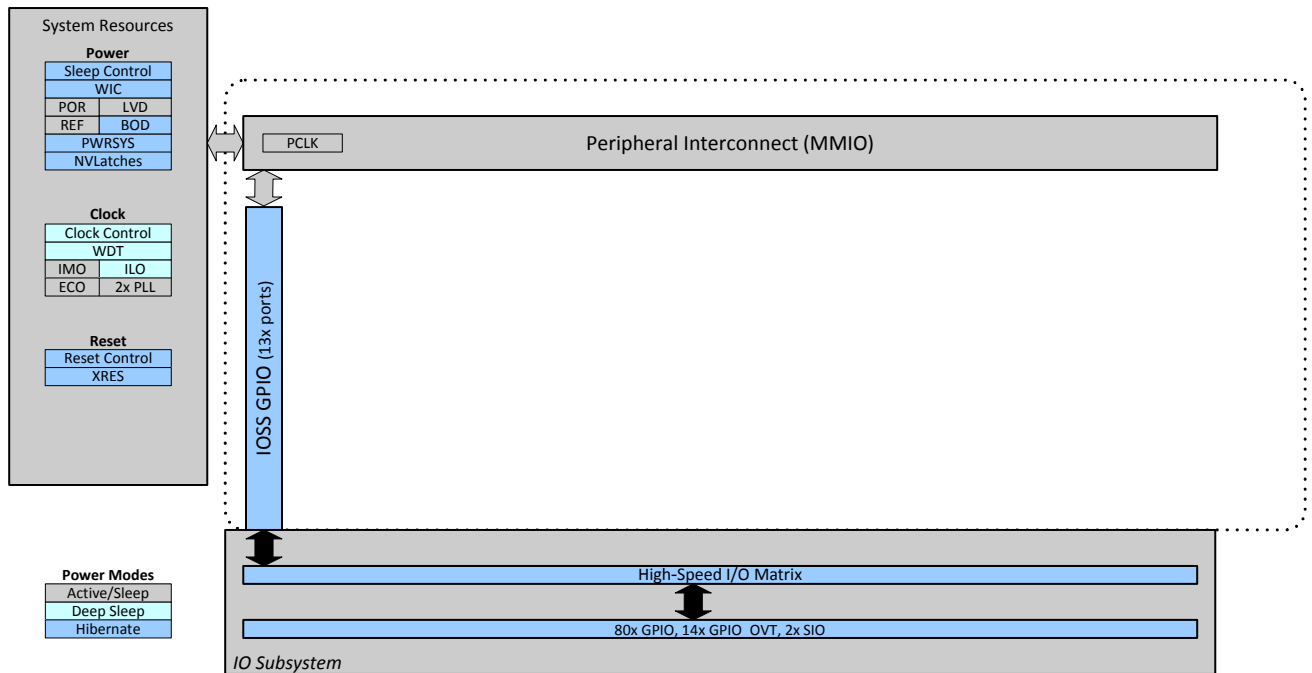 System Resources
Power
Sleep Control
WIC
POR LVD
REF BOD
PWRSYS
NVLatches
Clock
Clock Control
WDT
IMO ILO
ECO 2x PLL
Reset
Reset Control
XRES
PCLK
Peripheral Interconnect (MMIO)
IOSS GPIO (13x ports)
High-Speed I/O Matrix
80x GPIO, 14x GPIO_OVT, 2x SIO
IO Subsystem
Power Modes
Active/Sleep
Deep Sleep
Hibernate